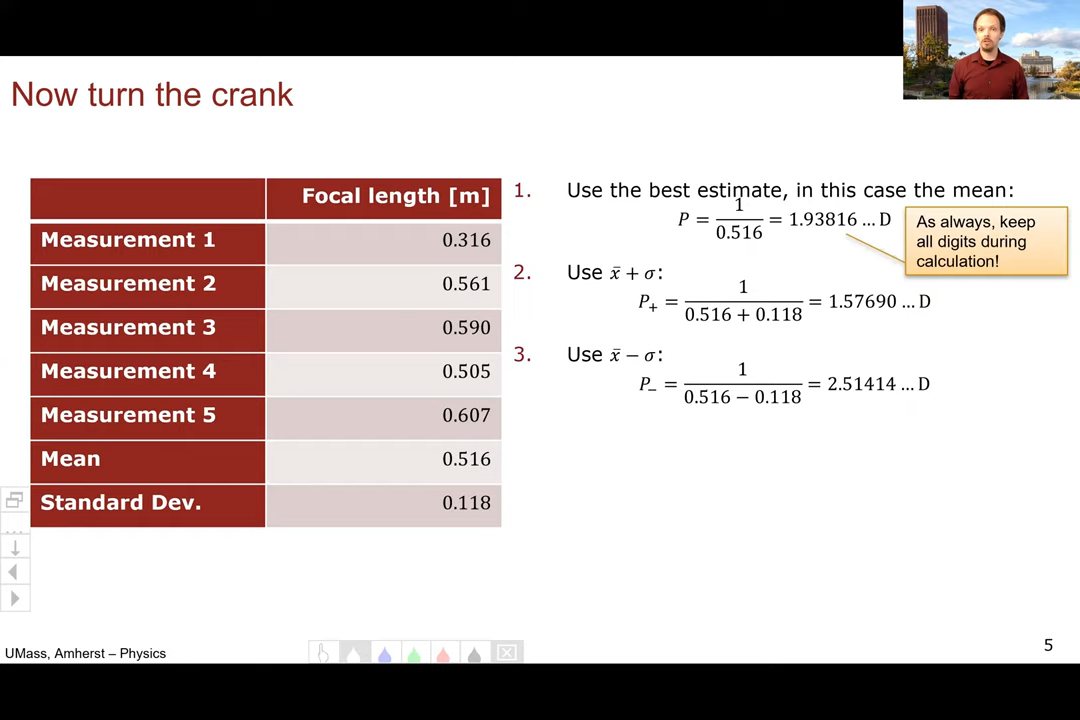 Now turn the crank
Focal length [m]
Measurement 1 0.316
Measurement 2 0.561
Measurement 3 0.590
Measurement 4 0.505
Measurement 5 0.607
Mean 0.516
Standard Dev. 0.118
1. Use the best estimate, in this case the mean:
P = 1/0.516 = 1.93816 … D
As always, keep
all digits during
calculation!
2. Use x̄ + σ:
P₊ = 1/(0.516 + 0.118) = 1.57690 … D
3. Use x̄ − σ:
P₋ = 1/(0.516 − 0.118) = 2.51414 … D
UMass, Amherst – Physics
5